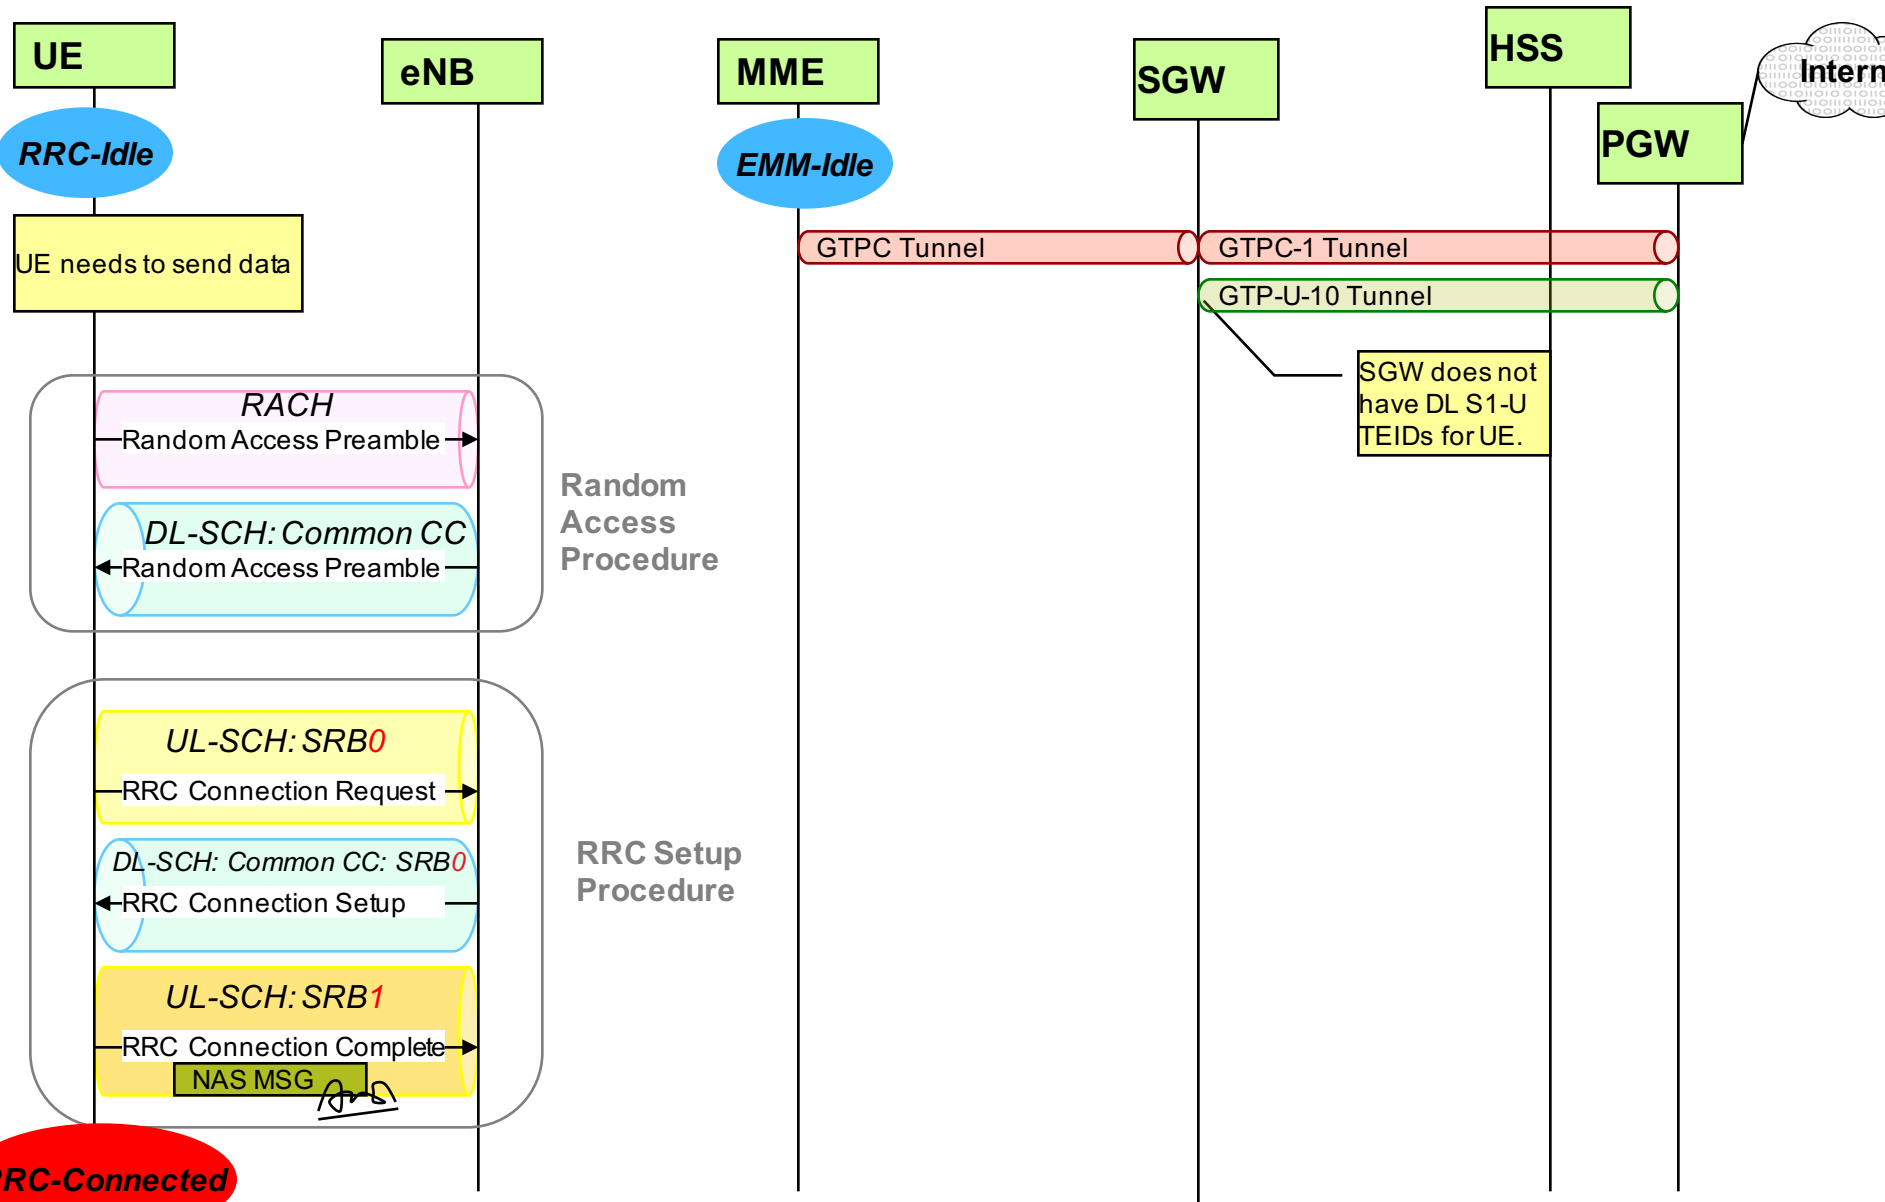 UE
eNB
MME
SGW
HSS
PGW
Intern
RRC-Idle
EMM-Idle
UE needs to send data
GTPC Tunnel
GTPC-1 Tunnel
GTP-U-10 Tunnel
SGW does not
have DL S1-U
TEIDs for UE.
RACH
Random Access Preamble
DL-SCH: Common CC
Random Access Preamble
Random
Access
Procedure
UL-SCH: SRB0
RRC Connection Request
DL-SCH: Common CC: SRB0
RRC Connection Setup
RRC Setup
Procedure
UL-SCH: SRB1
RRC Connection Complete
NAS MSG
RRC-Connected